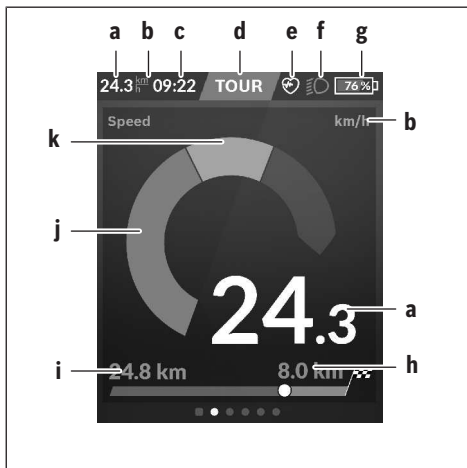 a b c d e f g
24.3 km/h 09:22 TOUR 76 %
Speed km/h b
k
j
24.3 a
i 24.8 km 8.0 km h